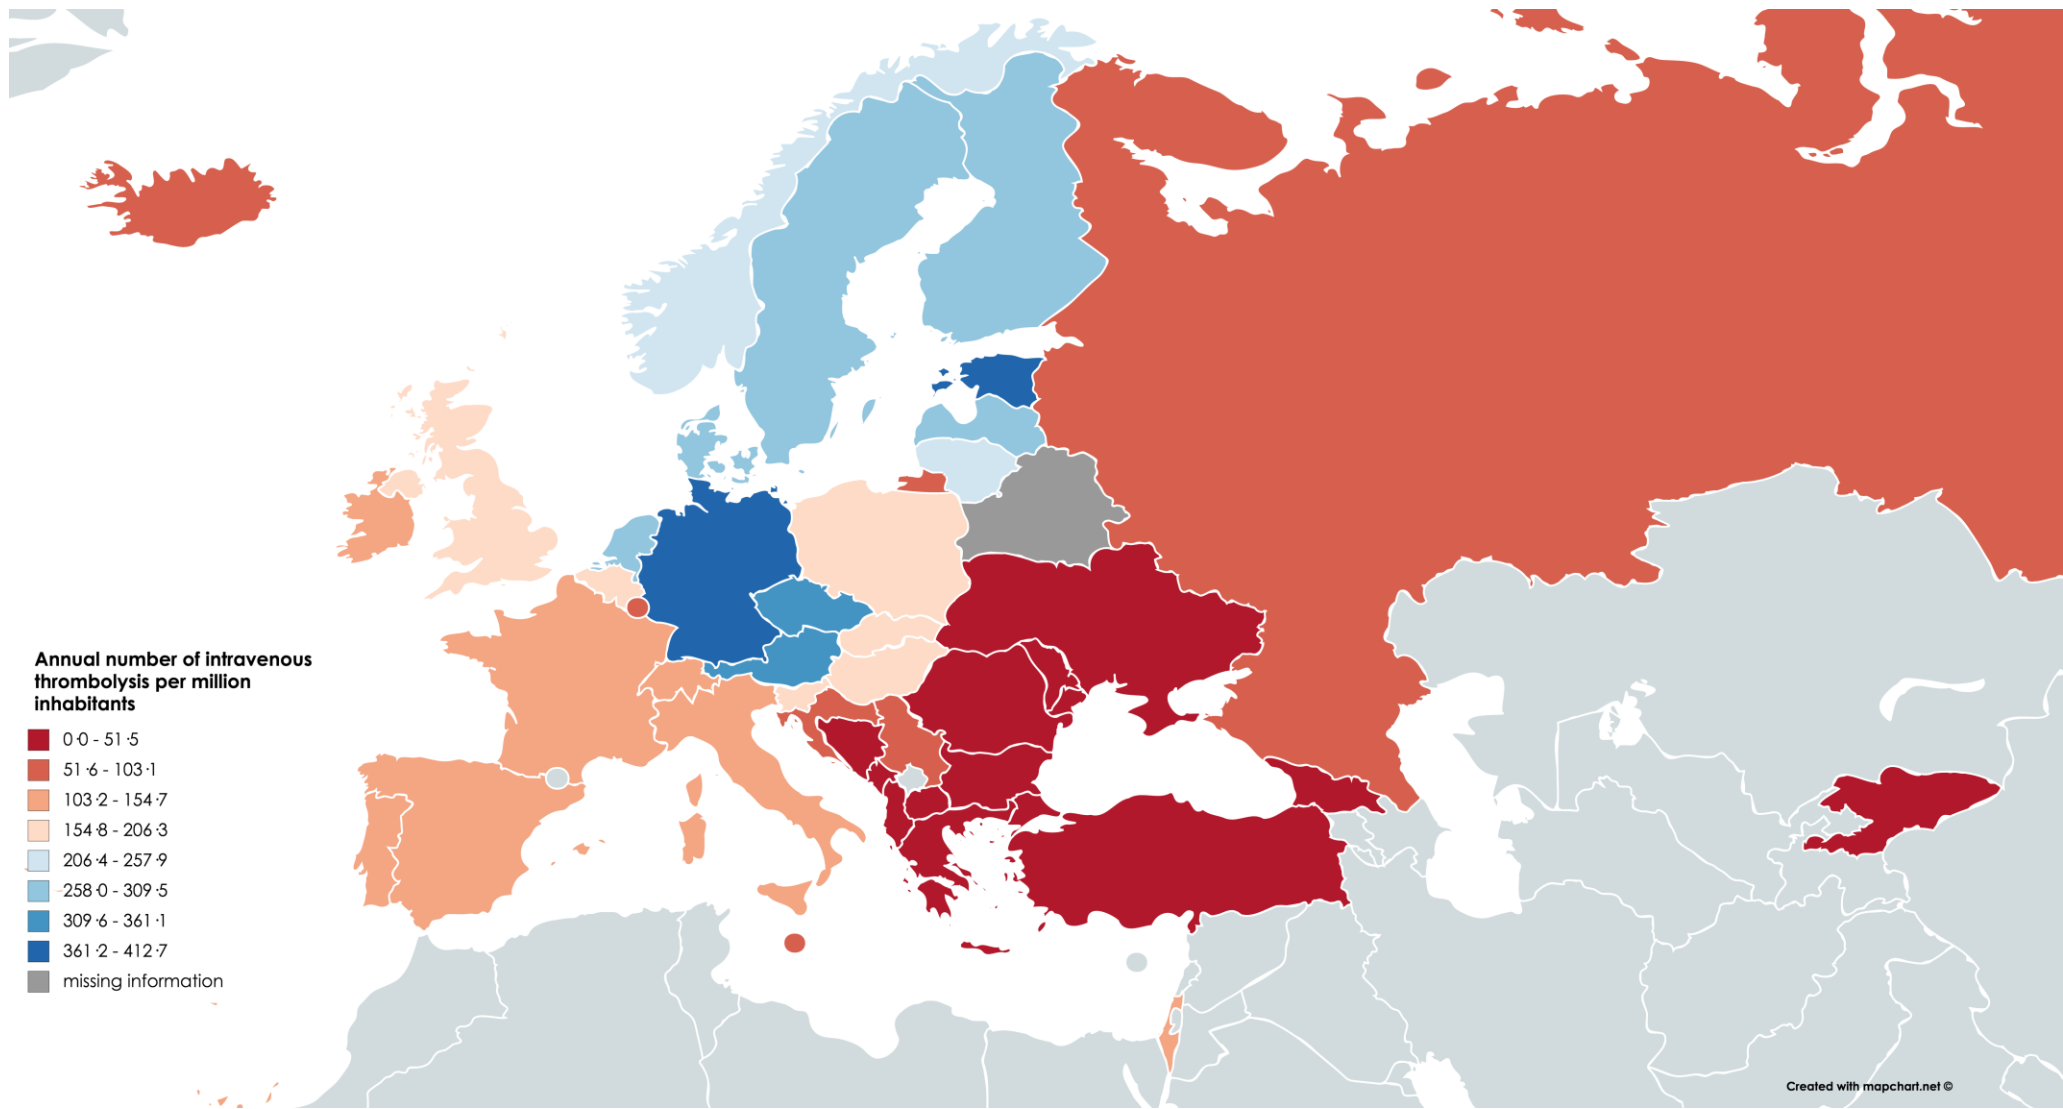 Annual number of intravenous
thrombolysis per million
inhabitants
0·0 - 51·5
51·6 - 103·1
103·2 - 154·7
154·8 - 206·3
206·4 - 257·9
258·0 - 309·5
309·6 - 361·1
361·2 - 412·7
missing information
Created with mapchart.net ©